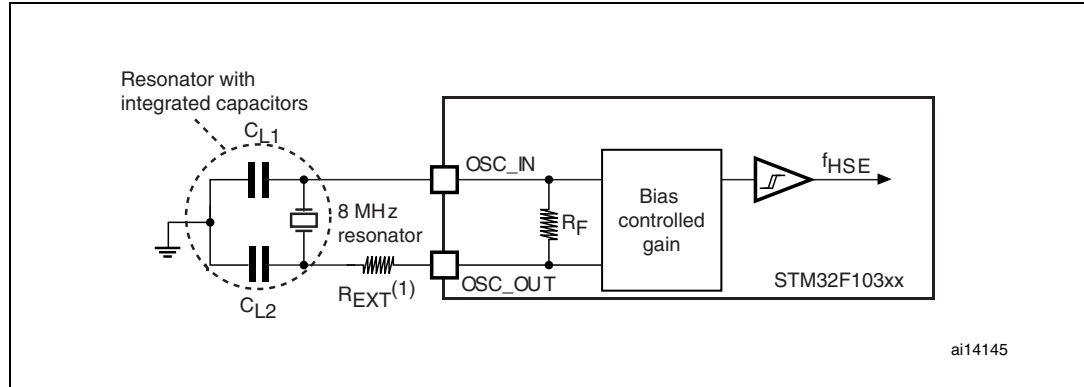 Resonator with
integrated capacitors
CL1
OSC_IN
fHSE
8 MHz
resonator
RF
Bias
controlled
gain
STM32F103xx
REXT(1)
OSC_OUT
CL2
ai14145